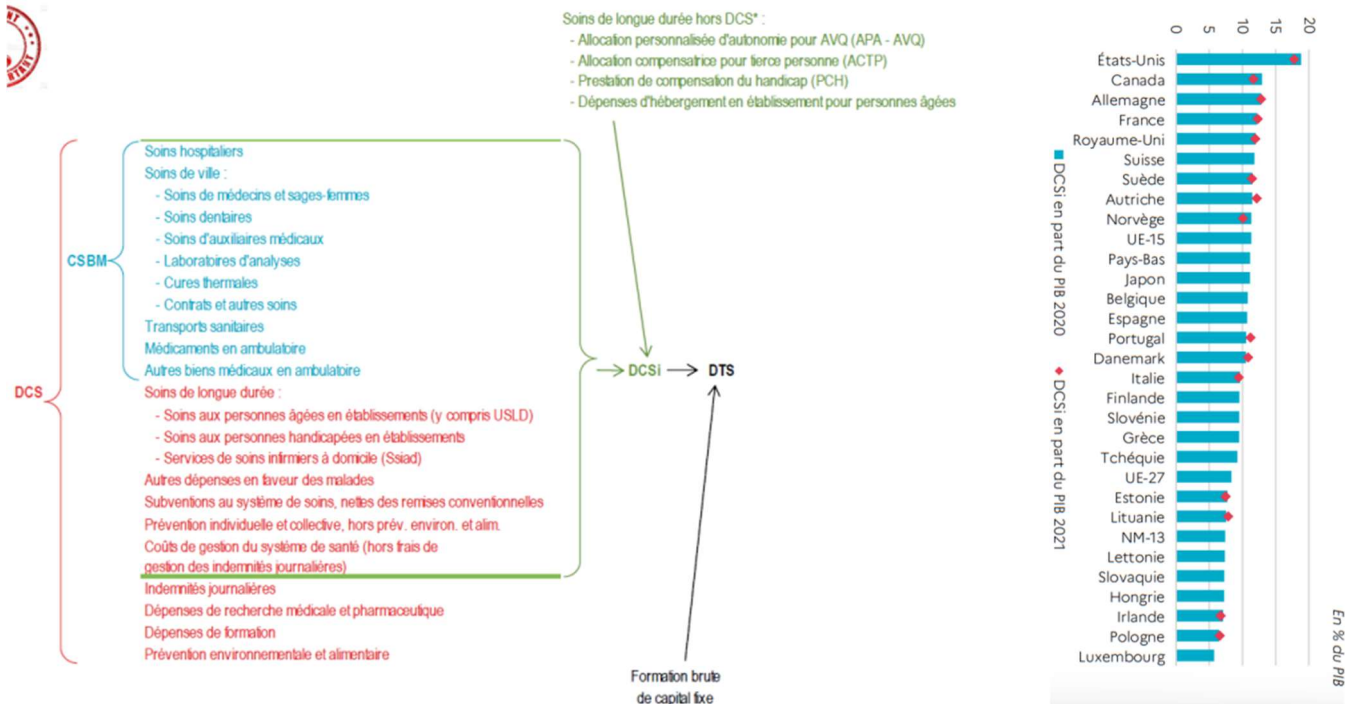 Soins de longue durée hors DCS* :
- Allocation personnalisée d'autonomie pour AVQ (APA - AVQ)
- Allocation compensatrice pour tierce personne (ACTP)
- Prestation de compensation du handicap (PCH)
- Dépenses d'hébergement en établissement pour personnes âgées
DCS
CSBM
Soins hospitaliers
Soins de ville :
- Soins de médecins et sages-femmes
- Soins dentaires
- Soins d'auxiliaires médicaux
- Laboratoires d'analyses
- Cures thermales
- Contrats et autres soins
Transports sanitaires
Médicaments en ambulatoire
Autres biens médicaux en ambulatoire
Soins de longue durée :
- Soins aux personnes âgées en établissements (y compris USLD)
- Soins aux personnes handicapées en établissements
- Services de soins infirmiers à domicile (Ssiad)
Autres dépenses en faveur des malades
Subventions au système de soins, nettes des remises conventionnelles
Prévention individuelle et collective, hors prév. environ. et alim.
Coûts de gestion du système de santé (hors frais de
gestion des indemnités journalières)
Indemnités journalières
Dépenses de recherche médicale et pharmaceutique
Dépenses de formation
Prévention environnementale et alimentaire
DCSi
DTS
Formation brute
de capital fixe
0 5 10 15 20
États-Unis
Canada
Allemagne
France
Royaume-Uni
Suisse
Suède
Autriche
Norvège
UE-15
Pays-Bas
Japon
Belgique
Espagne
Portugal
Danemark
Italie
Finlande
Slovénie
Grèce
Tchéquie
UE-27
Estonie
Lituanie
NM-13
Lettonie
Slovaquie
Hongrie
Irlande
Pologne
Luxembourg
DCSi en part du PIB 2020
DCSi en part du PIB 2021
En % du PIB